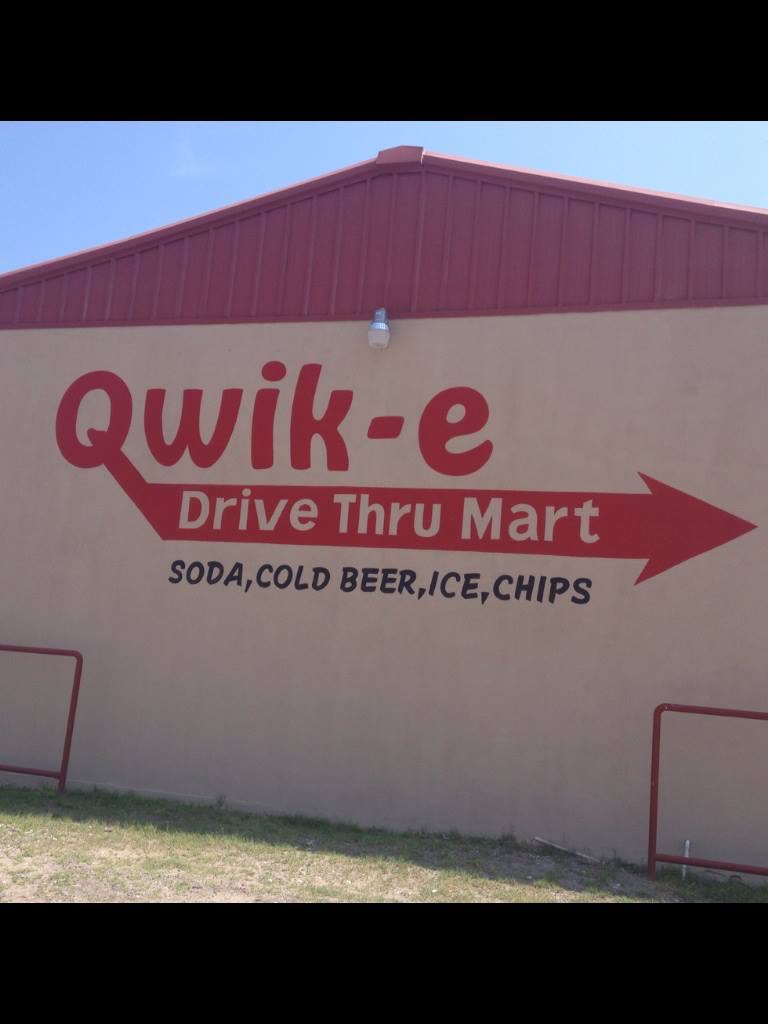 Qwik-e
Drive Thru Mart
SODA,COLD BEER,ICE,CHIPS